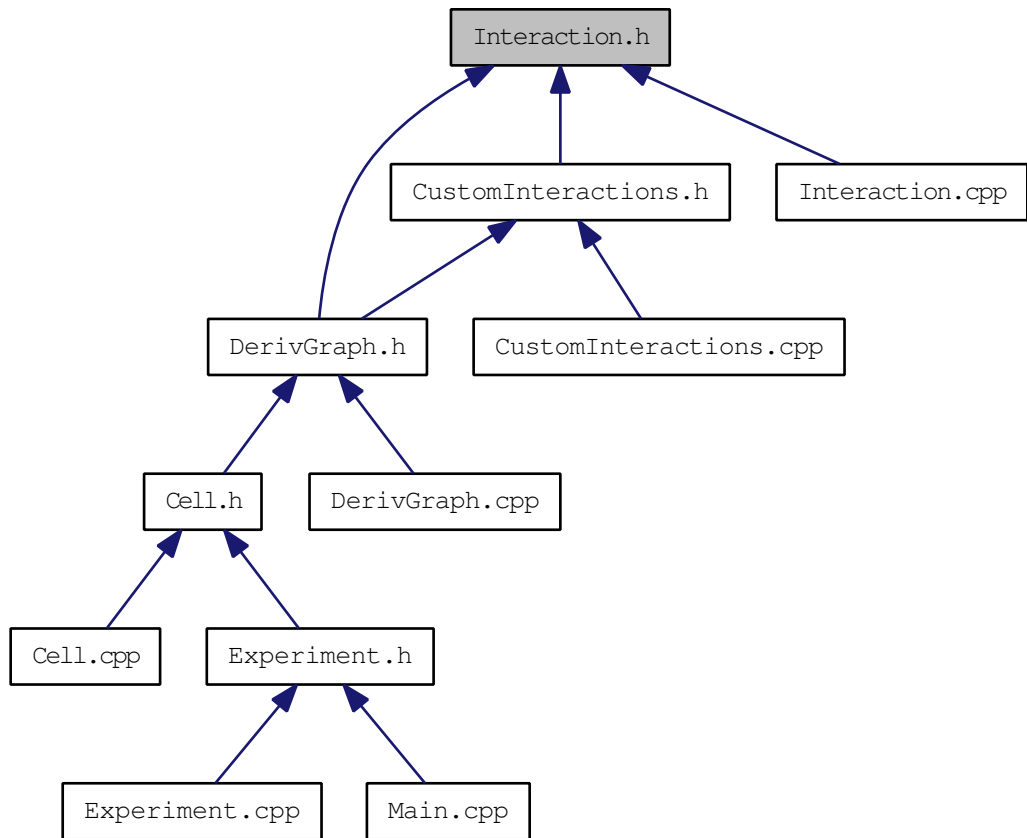 Interaction.h
CustomInteractions.h
Interaction.cpp
DerivGraph.h
CustomInteractions.cpp
Cell.h
DerivGraph.cpp
Cell.cpp
Experiment.h
Experiment.cpp
Main.cpp